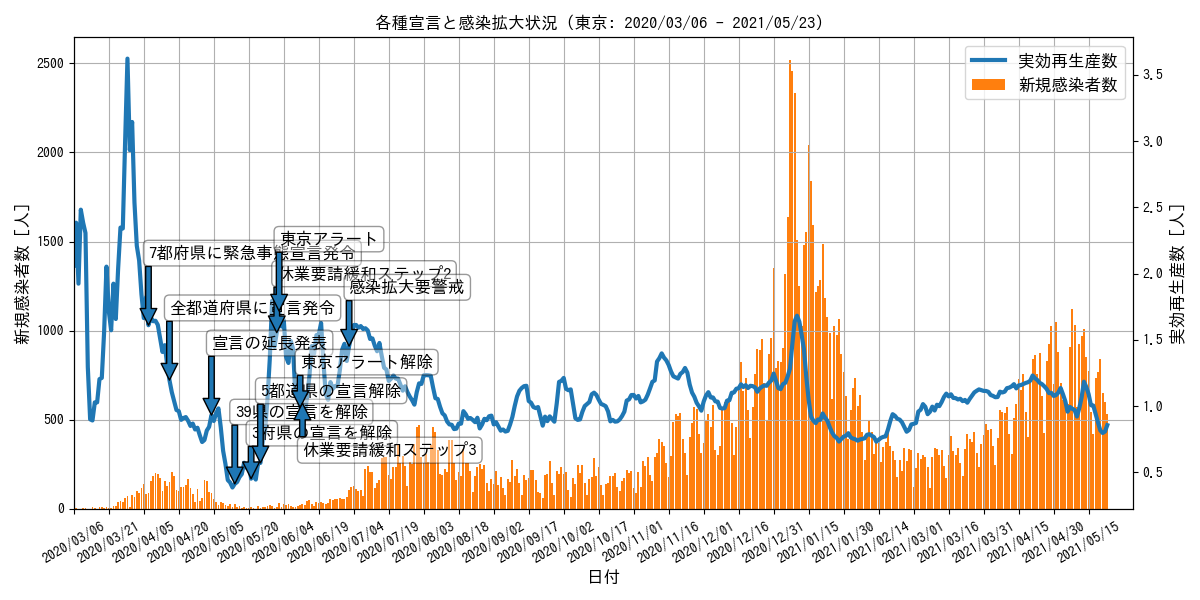 各種宣言と感染拡大状況 (東京: 2020/03/06 - 2021/05/23)
実効再生産数
新規感染者数
新規感染者数 [人]
2500
2000
1500
1000
500
0
3.5
3.0
2.5
2.0
1.5
1.0
0.5
実効再生産数 [人]
東京アラート
7都府県に緊急事態宣言発令
休業要請緩和ステップ2
感染拡大要警戒
全都道府県に宣言発令
宣言の延長発表
東京アラート解除
5都道県の宣言解除
39県の宣言を解除
3府県の宣言を解除
休業要請緩和ステップ3
2020/03/06
2020/03/21
2020/04/05
2020/04/20
2020/05/05
2020/05/20
2020/06/04
2020/06/19
2020/07/04
2020/07/19
2020/08/03
2020/08/18
2020/09/02
2020/09/17
2020/10/02
2020/10/17
2020/11/01
2020/11/16
2020/12/01
2020/12/16
2020/12/31
2021/01/15
2021/01/30
2021/02/14
2021/03/01
2021/03/16
2021/03/31
2021/04/15
2021/04/30
2021/05/15
日付